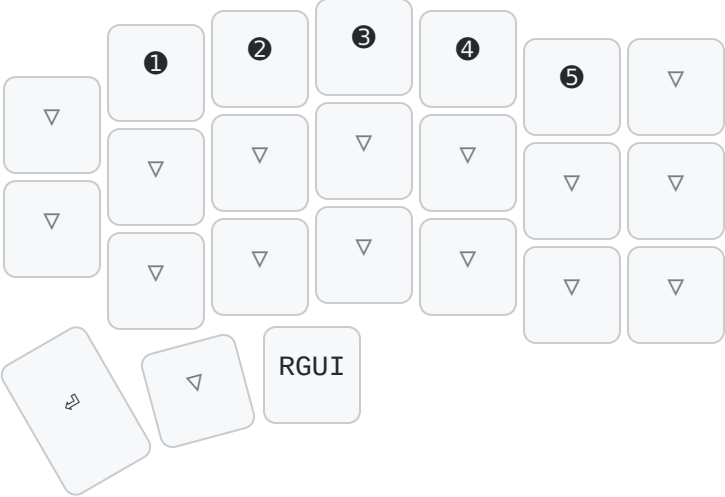 ❶ ❷ ❸ ❹ ❺ ▽
▽ ▽ ▽ ▽ ▽ ▽ ▽
▽ ▽ ▽ ▽ ▽ ▽ ▽
⏎ ▽ RGUI